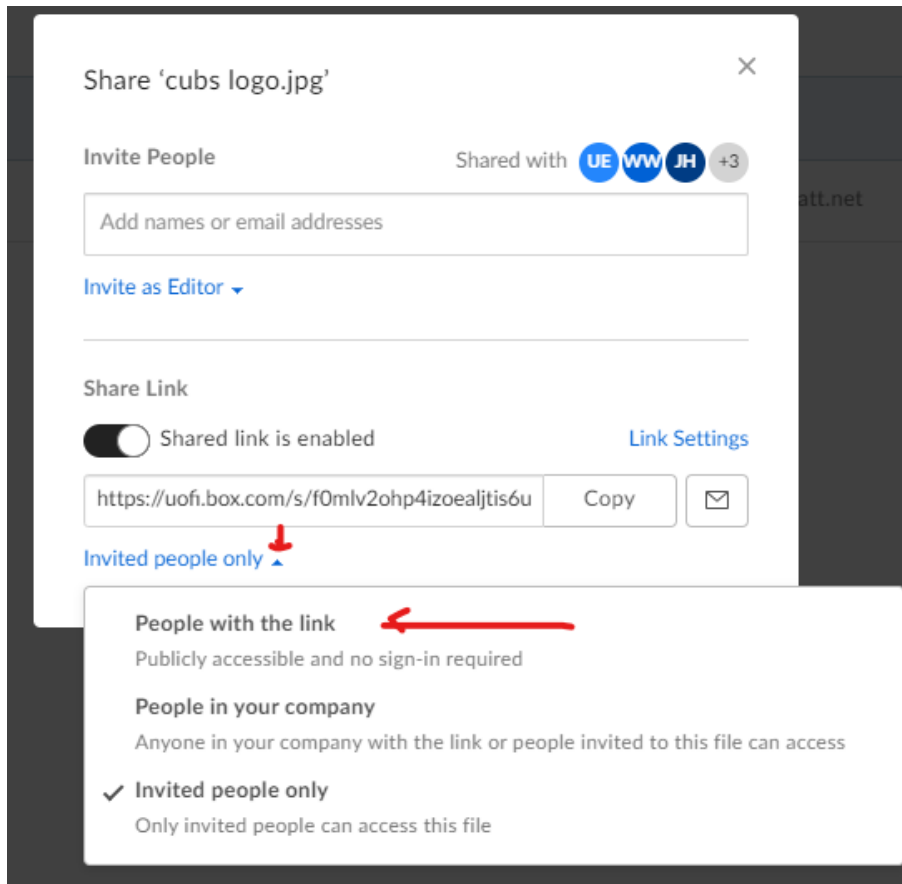 Share ‘cubs logo.jpg’
Invite People
Shared with UE WW JH +3
att.net
Add names or email addresses
Invite as Editor
Share Link
Shared link is enabled
Link Settings
https://uofi.box.com/s/f0mlv2ohp4izoealjtis6u
Copy
Invited people only
People with the link
Publicly accessible and no sign-in required
People in your company
Anyone in your company with the link or people invited to this file can access
Invited people only
Only invited people can access this file